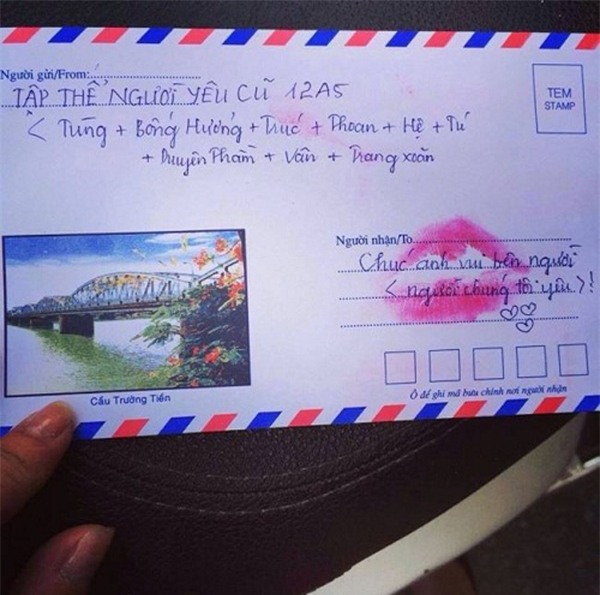 Người gửi/From:
TẬP THỂ NGƯỜI YÊU CŨ 12A5
< Tùng + Bông Hương + Trúc + Thoan + Hệ + Tú
+ Duyên Phạm + Vân + Trang xoăn
TEM
STAMP
Người nhận/To
Chúc anh vui bên người
< người chúng tôi yêu >!
Cầu Trường Tiền
Ô để ghi mã bưu chính nơi người nhận